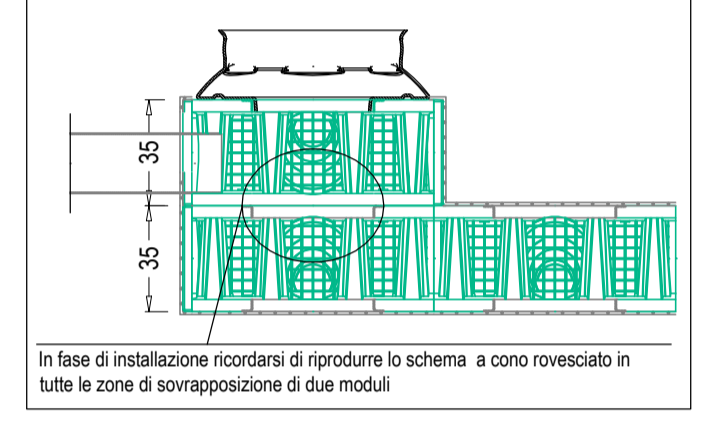 35
35
In fase di installazione ricordarsi di riprodurre lo schema a cono rovesciato in
tutte le zone di sovrapposizione di due moduli